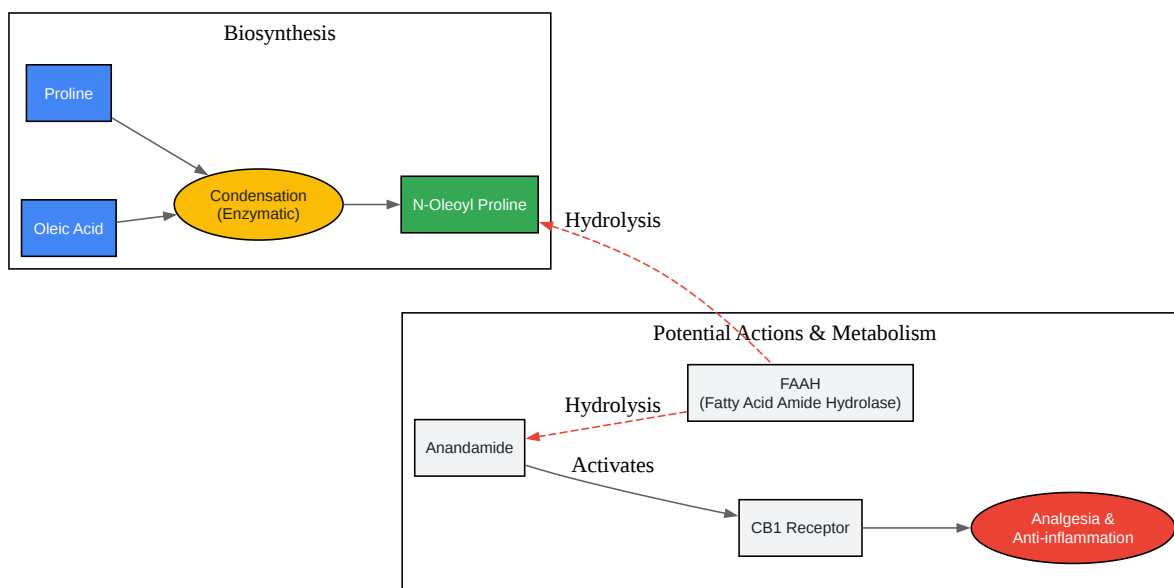 Biosynthesis
Proline
Oleic Acid
Condensation
(Enzymatic)
N-Oleoyl Proline
Hydrolysis
Potential Actions & Metabolism
FAAH
(Fatty Acid Amide Hydrolase)
Hydrolysis
Anandamide
Activates
CB1 Receptor
Analgesia &
Anti-inflammation